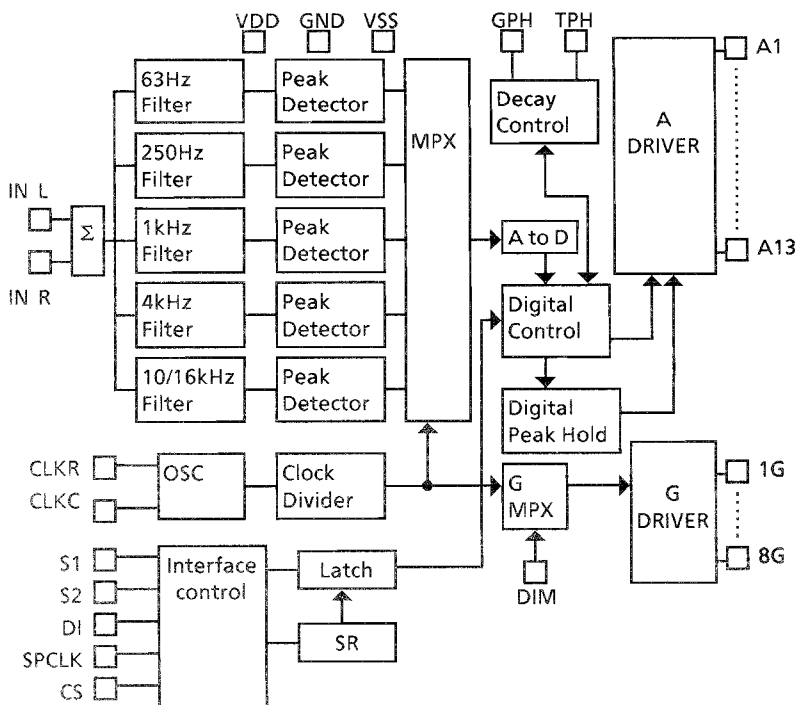 VDD GND VSS GPH TPH
63Hz
Filter
Peak
Detector
MPX
Decay
Control
A
DRIVER
A1
250Hz
Filter
Peak
Detector
IN L
Σ
1kHz
Filter
Peak
Detector
A to D
A13
IN R
4kHz
Filter
Peak
Detector
Digital
Control
10/16kHz
Filter
Peak
Detector
Digital
Peak Hold
CLKR
CLKC
OSC
Clock
Divider
G
MPX
G
DRIVER
1G
8G
DIM
S1
S2
DI
SPCLK
CS
Interface
control
Latch
SR